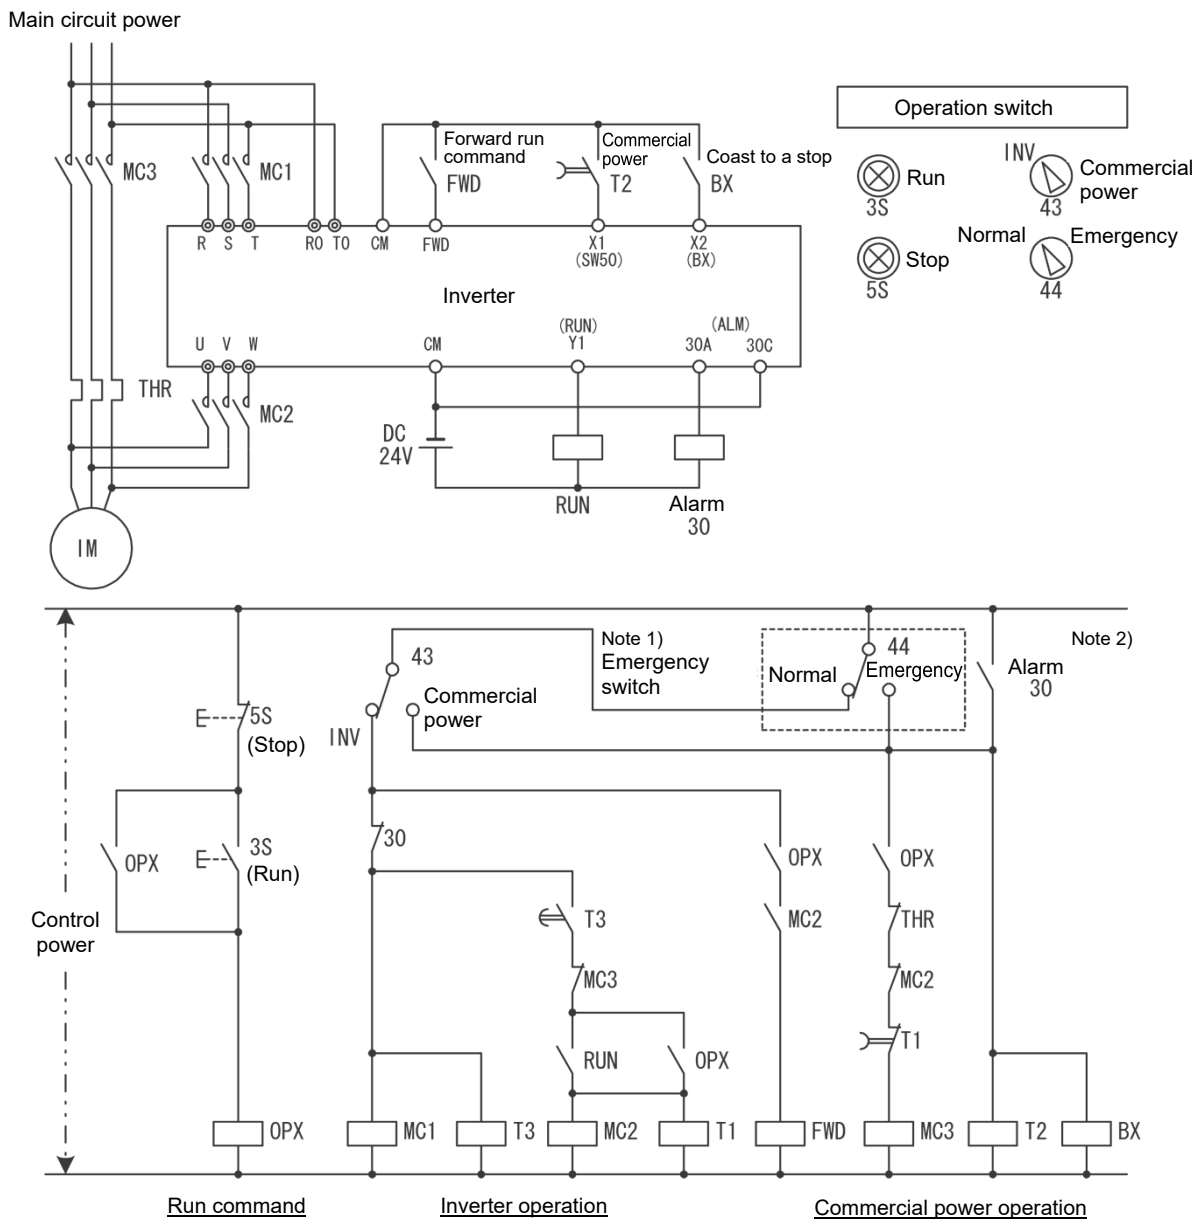 Main circuit power
MC3
MC1
Forward run
command
FWD
Commercial
power
T2
Coast to a stop
BX
R S T R0 T0 CM FWD X1 X2
(SW50) (BX)
Inverter
U V W CM (RUN) (ALM)
Y1 30A 30C
THR
MC2
DC
24V
RUN
Alarm
30
IM
Operation switch
Run
3S
INV
Commercial
power
43
Stop
5S
Normal
Emergency
44
Control
power
5S
(Stop)
OPX
3S
(Run)
43
INV
Commercial
power
Note 1)
Emergency
switch
44
Normal
Emergency
Alarm
30
Note 2)
30
T3
MC3
RUN
OPX
OPX
MC2
OPX
THR
MC2
T1
OPX MC1 T3 MC2 T1 FWD MC3 T2 BX
Run command
Inverter operation
Commercial power operation